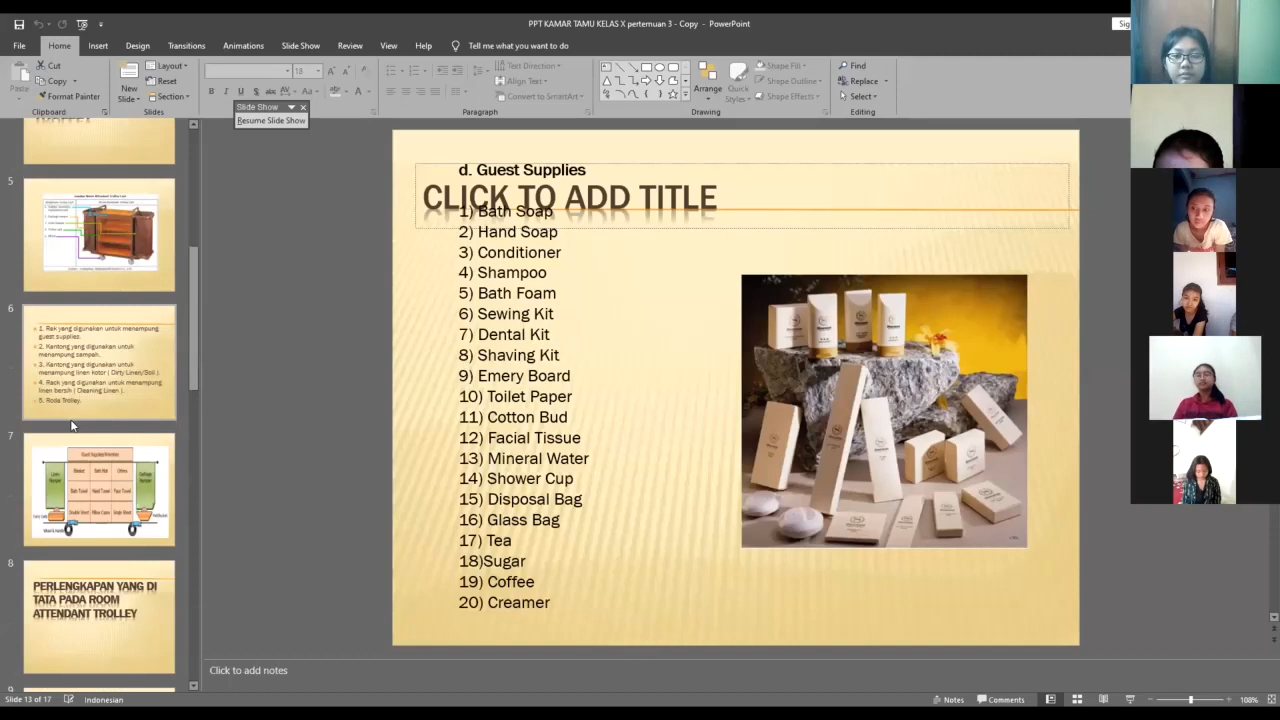 PPT KAMAR TAMU KELAS X pertemuan 3 - Copy - PowerPoint
Sig
File Home Insert Design Transitions Animations Slide Show Review View Help Tell me what you want to do
Paste
Cut
Copy
Format Painter
Clipboard
New
Slide
Layout
Reset
Section
Slides
13
Slide Show
Resume Slide Show
Text Direction
Align Text
Convert to SmartArt
Paragraph
Arrange
Quick
Styles
Shape Fill
Shape Outline
Shape Effects
Drawing
Find
Replace
Select
Editing
5
6
1. Rak yang digunakan untuk menampung
guest supplies.
2. Kantong yang digunakan untuk
menampung sampah.
3. Kantong yang digunakan untuk
menampung linen kotor ( Dirty Linen/Soil ).
4. Rack yang digunakan untuk menampung
linen bersih ( Cleaning Linen ).
5. Roda Trolley.
7
8
PERLENGKAPAN YANG DI
TATA PADA ROOM
ATTENDANT TROLLEY
9
d. Guest Supplies
CLICK TO ADD TITLE
1) Bath Soap
2) Hand Soap
3) Conditioner
4) Shampoo
5) Bath Foam
6) Sewing Kit
7) Dental Kit
8) Shaving Kit
9) Emery Board
10) Toilet Paper
11) Cotton Bud
12) Facial Tissue
13) Mineral Water
14) Shower Cup
15) Disposal Bag
16) Glass Bag
17) Tea
18)Sugar
19) Coffee
20) Creamer
Click to add notes
Slide 13 of 17 Indonesian Notes Comments 108%